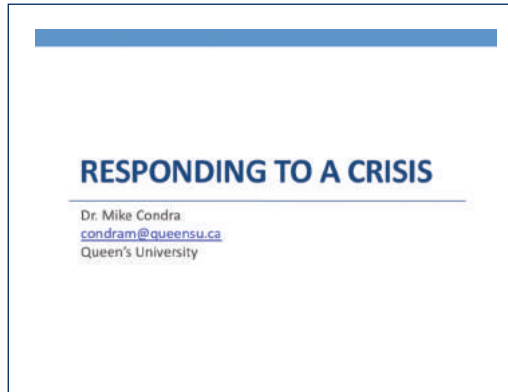 RESPONDING TO A CRISIS
Dr. Mike Condra
condram@queensu.ca
Queen's University